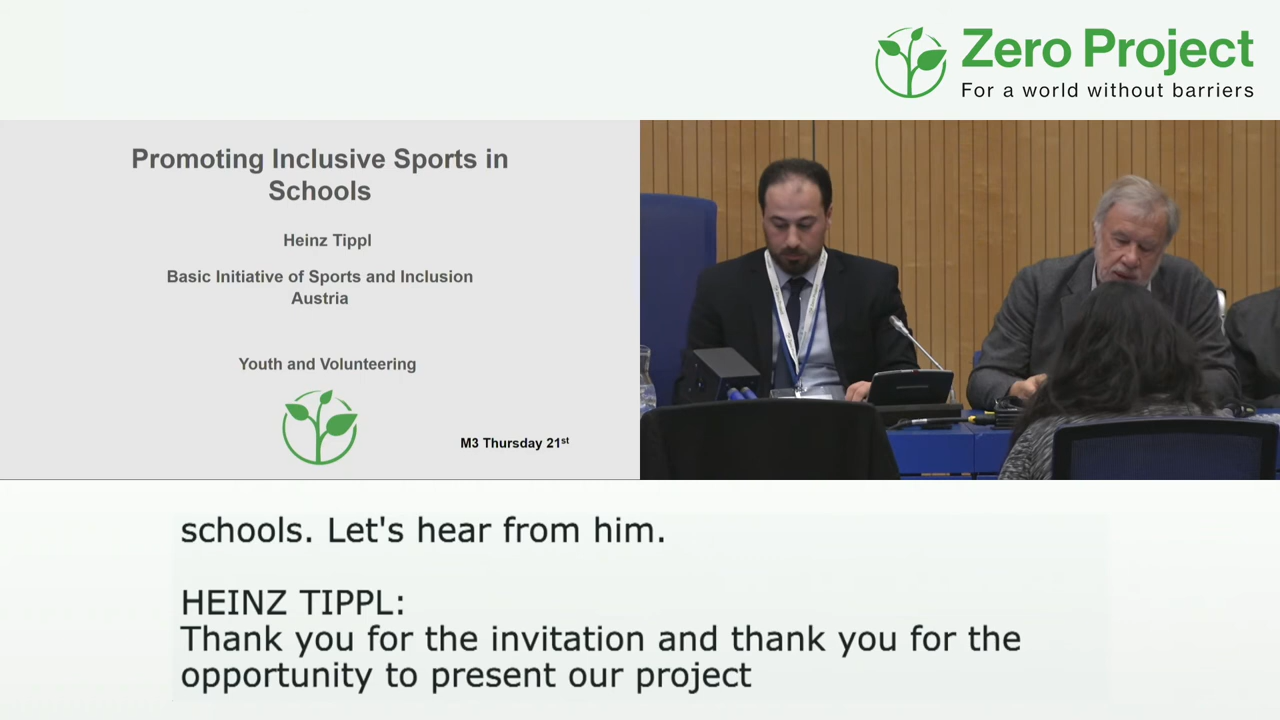 Zero Project
For a world without barriers
Promoting Inclusive Sports in
Schools
Heinz Tippl
Basic Initiative of Sports and Inclusion
Austria
Youth and Volunteering
M3 Thursday 21st
schools. Let's hear from him.
HEINZ TIPPL:
Thank you for the invitation and thank you for the
opportunity to present our project